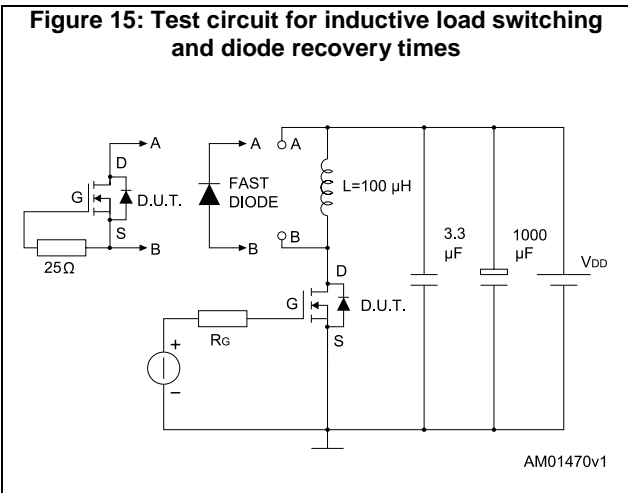 Figure 15: Test circuit for inductive load switching
and diode recovery times
A
D
G
D.U.T.
S
B
25Ω
A
FAST
DIODE
B
A
L=100 µH
B
D
G
D.U.T.
S
RG
+
−
3.3
µF
1000
µF
VDD
AM01470v1